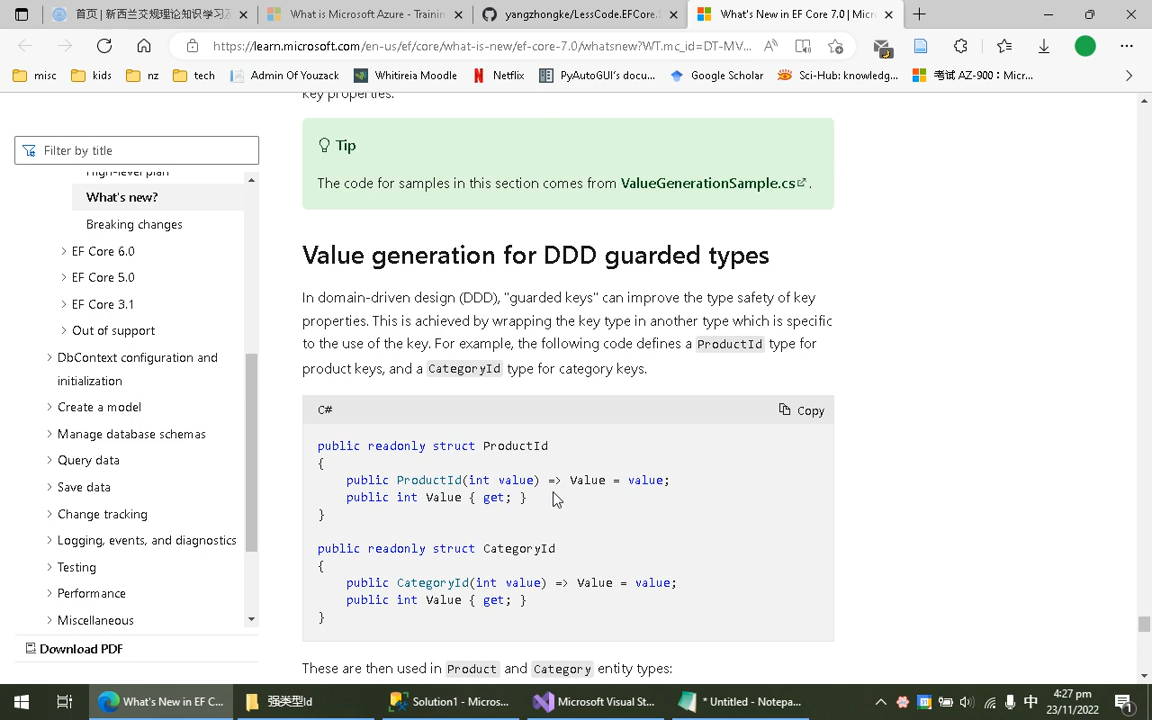 首页 | 新西兰交规理论知识学习及
What is Microsoft Azure - Trainin
yangzhongke/LessCode.EFCore.S
What's New in EF Core 7.0 | Micr
https://learn.microsoft.com/en-us/ef/core/what-is-new/ef-core-7.0/whatsnew?WT.mc_id=DT-MV...
misc
kids
nz
tech
Admin Of Youzack
Whitireia Moodle
Netflix
PyAutoGUI's docu...
Google Scholar
Sci-Hub: knowledg...
考试 AZ-900：Micr...
Filter by title
High-level plan
What's new?
Breaking changes
EF Core 6.0
EF Core 5.0
EF Core 3.1
Out of support
DbContext configuration and
initialization
Create a model
Manage database schemas
Query data
Save data
Change tracking
Logging, events, and diagnostics
Testing
Performance
Miscellaneous
Download PDF
key properties.
Tip
The code for samples in this section comes from ValueGenerationSample.cs .
Value generation for DDD guarded types
In domain-driven design (DDD), "guarded keys" can improve the type safety of key
properties. This is achieved by wrapping the key type in another type which is specific
to the use of the key. For example, the following code defines a ProductId type for
product keys, and a CategoryId type for category keys.
C#
Copy
public readonly struct ProductId
{
public ProductId(int value) => Value = value;
public int Value { get; }
}
public readonly struct CategoryId
{
public CategoryId(int value) => Value = value;
public int Value { get; }
}
These are then used in Product and Category entity types:
What's New in EF C...
强类型Id
Solution1 - Micros...
Microsoft Visual St...
* Untitled - Notepa...
中
4:27 pm
23/11/2022
1